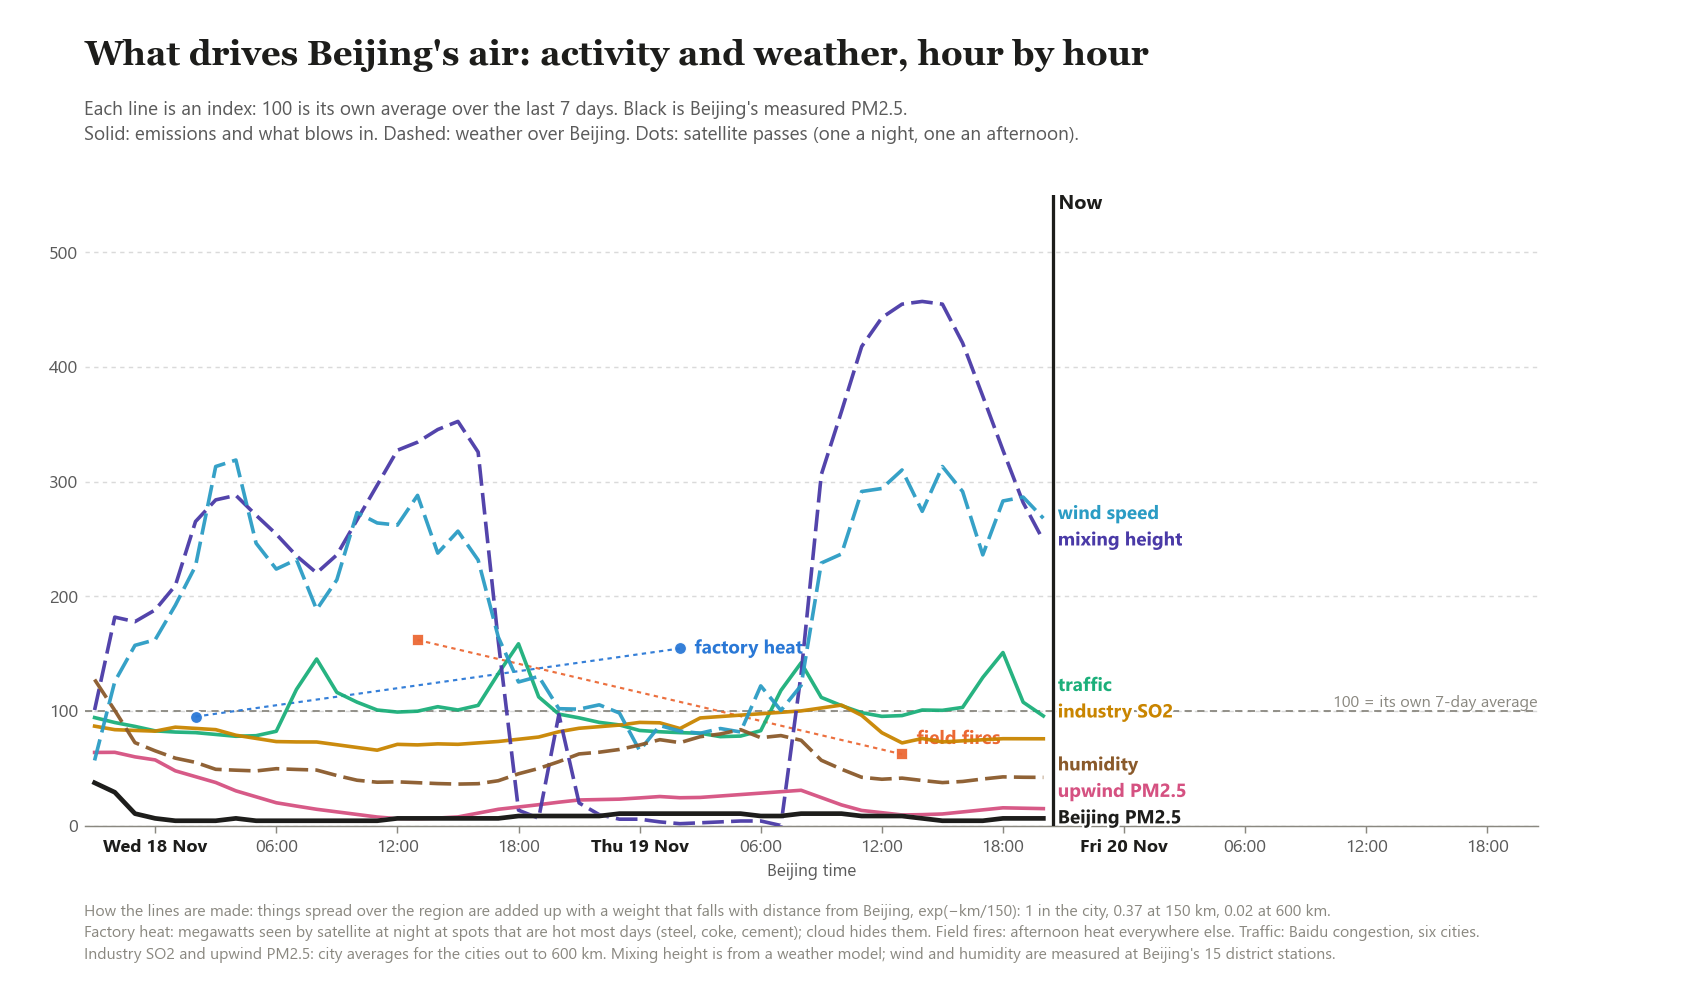 What drives Beijing's air: activity and weather, hour by hour
Each line is an index: 100 is its own average over the last 7 days. Black is Beijing's measured PM2.5.
Solid: emissions and what blows in. Dashed: weather over Beijing. Dots: satellite passes (one a night, one an afternoon).
Now
500
400
300
200
100
0
wind speed
mixing height
factory heat
traffic
100 = its own 7-day average
industry SO2
field fires
humidity
upwind PM2.5
Beijing PM2.5
Wed 18 Nov 06:00 12:00 18:00 Thu 19 Nov 06:00 12:00 18:00 Fri 20 Nov 06:00 12:00 18:00
Beijing time
How the lines are made: things spread over the region are added up with a weight that falls with distance from Beijing, exp(−km/150): 1 in the city, 0.37 at 150 km, 0.02 at 600 km.
Factory heat: megawatts seen by satellite at night at spots that are hot most days (steel, coke, cement); cloud hides them. Field fires: afternoon heat everywhere else. Traffic: Baidu congestion, six cities.
Industry SO2 and upwind PM2.5: city averages for the cities out to 600 km. Mixing height is from a weather model; wind and humidity are measured at Beijing's 15 district stations.